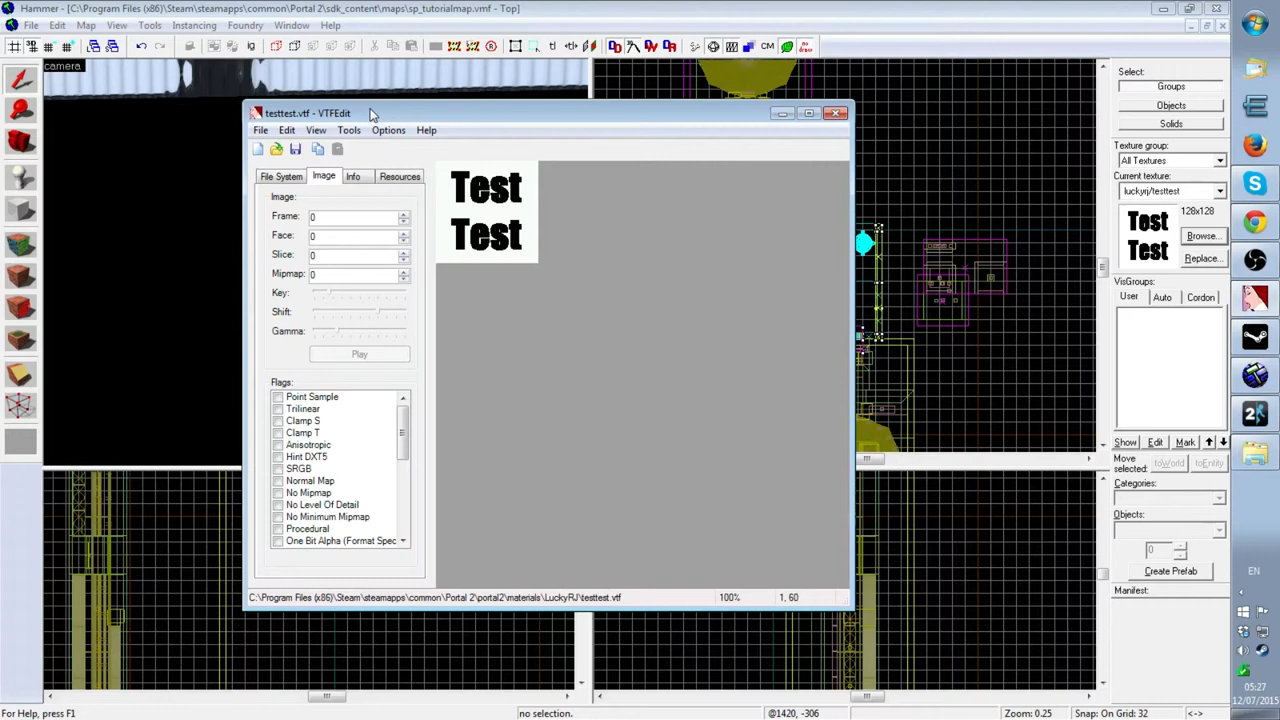 Hammer - [C:\Program Files (x86)\Steam\steamapps\common\Portal 2\sdk_content\maps\sp_tutorialmap.vmf - Top]
File Edit Map View Tools Instancing Foundry Window Help
camera
testtest.vtf - VTFEdit
File Edit View Tools Options Help
File System Image Info Resources
Image:
Frame: 0
Face: 0
Slice: 0
Mipmap: 0
Key:
Shift:
Gamma:
Play
Flags:
Point Sample
Trilinear
Clamp S
Clamp T
Anisotropic
Hint DXT5
SRGB
Normal Map
No Mipmap
No Level Of Detail
No Minimum Mipmap
Procedural
One Bit Alpha (Format Spec
Test
Test
C:\Program Files (x86)\Steam\steamapps\common\Portal 2\portal2\materials\LuckyRJ\testtest.vtf 100% 1, 60
Select:
Groups
Objects
Solids
Texture group:
All Textures
Current texture:
luckyrj/testtest
Test
Test
128x128
Browse...
Replace...
VisGroups:
User Auto Cordon
Show Edit Mark
Move
selected:
toWorld toEntity
Categories:
Objects:
0
Create Prefab
Manifest:
EN
05:27
12/07/2015
For Help, press F1 no selection. @1420, -306 Zoom: 0.25 Snap: On Grid: 32 <->